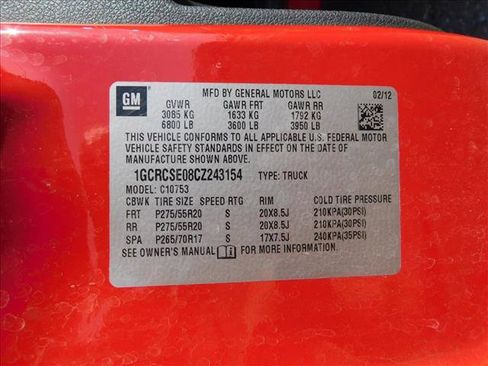 GM
MFD BY GENERAL MOTORS LLC 02/12
GVWR GAWR FRT GAWR RR
3085 KG 1633 KG 1792 KG
6800 LB 3600 LB 3950 LB
THIS VEHICLE CONFORMS TO ALL APPLICABLE U.S. FEDERAL MOTOR
VEHICLE SAFETY STANDARDS IN EFFECT ON THE DATE OF
MANUFACTURE SHOWN ABOVE.
1GCRCSE08CZ243154 TYPE: TRUCK
MODEL: C10753
CBWK TIRE SIZE SPEED RTG RIM COLD TIRE PRESSURE
FRT P275/55R20 S 20X8.5J 210KPA(30PSI)
RR P275/55R20 S 20X8.5J 210KPA(30PSI)
SPA P265/70R17 S 17X7.5J 240KPA(35PSI)
SEE OWNER'S MANUAL FOR MORE INFORMATION.